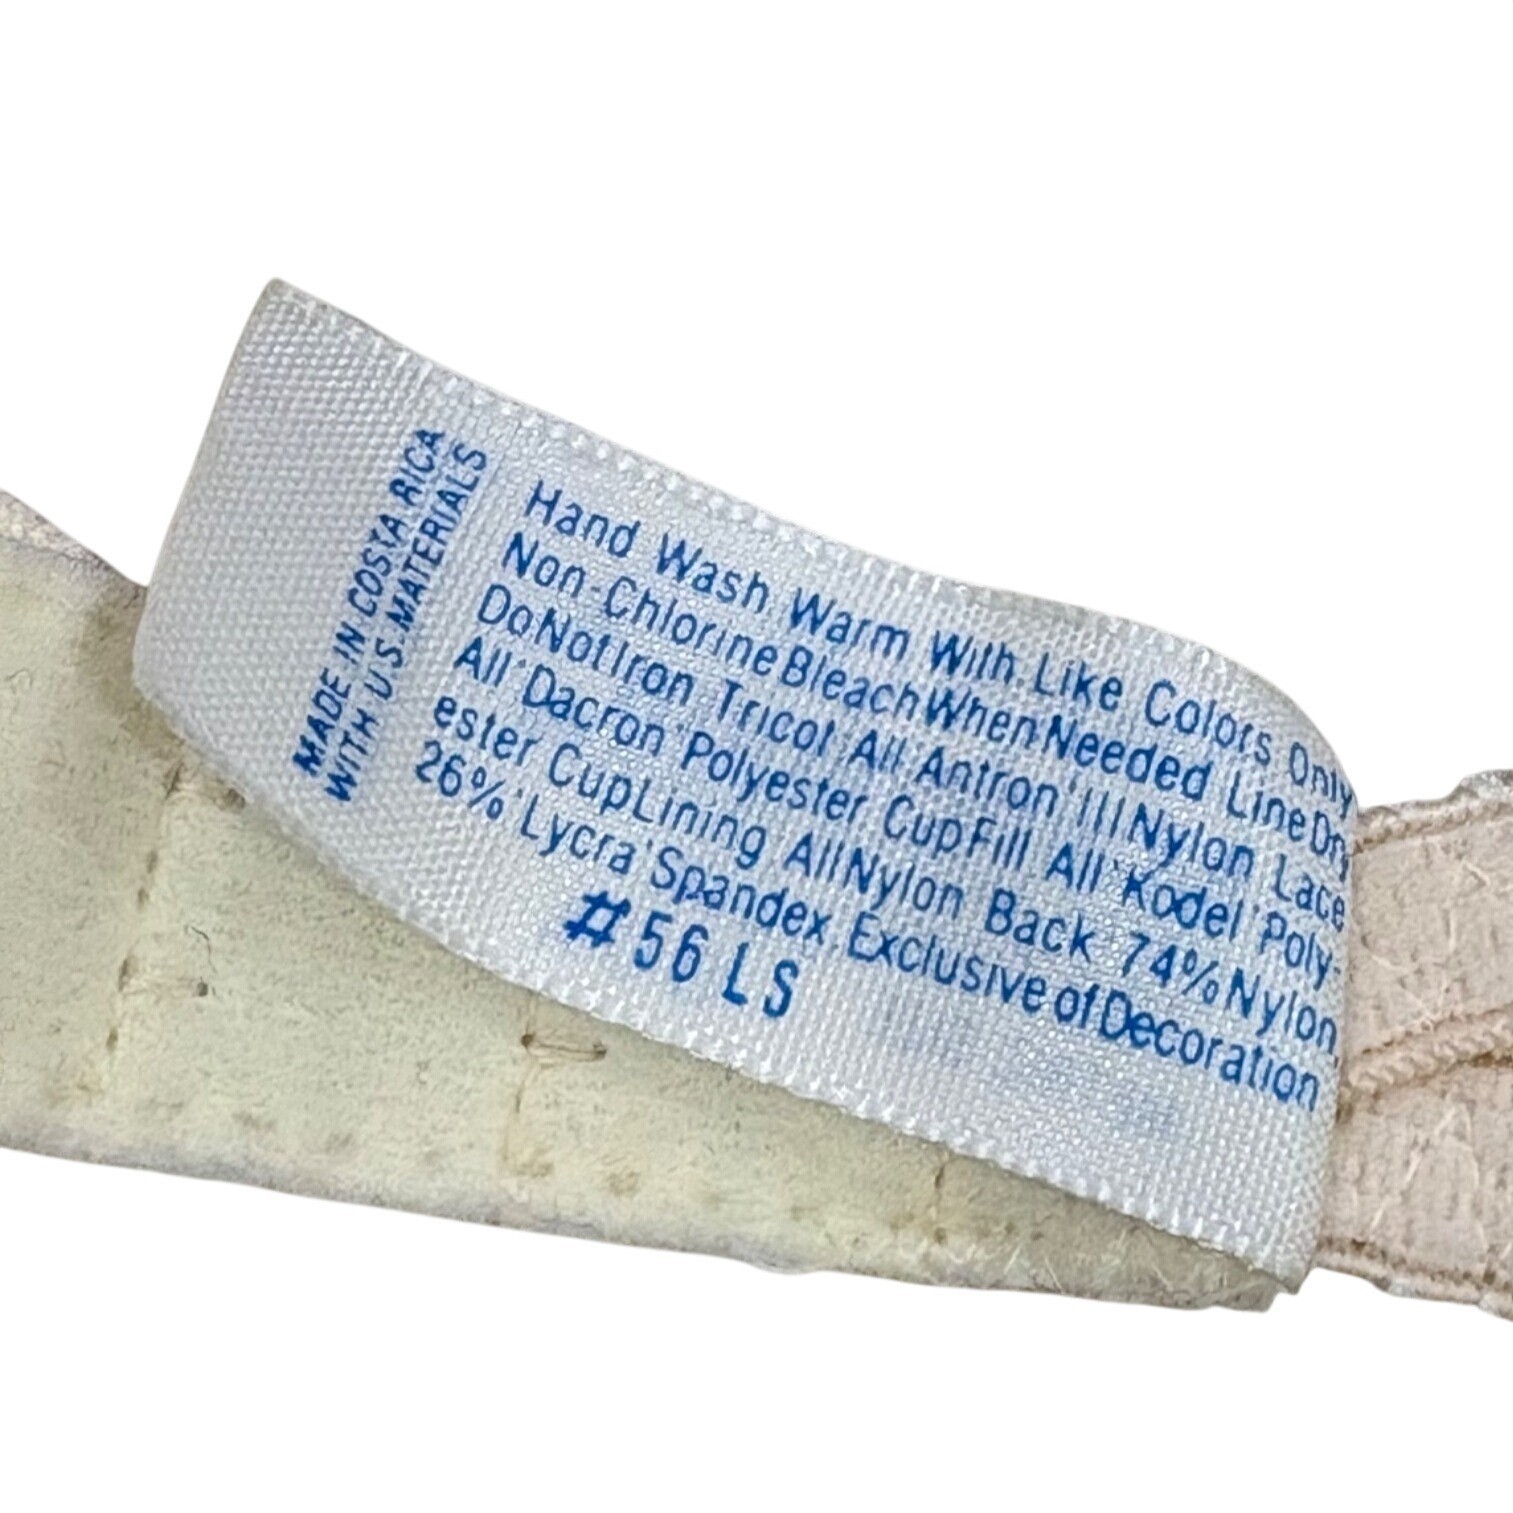 MADE IN COSTA RICA
WITH U.S. MATERIALS
Hand Wash Warm With Like Colors Only
Non-Chlorine Bleach When Needed Line Dry
Do Not Iron Tricot All Antron III Nylon Lace
All Dacron Polyester Cup Fill All Kodel Poly-
ester Cup Lining All Nylon Back 74% Nylon,
26% Lycra Spandex Exclusive of Decoration
#56 LS